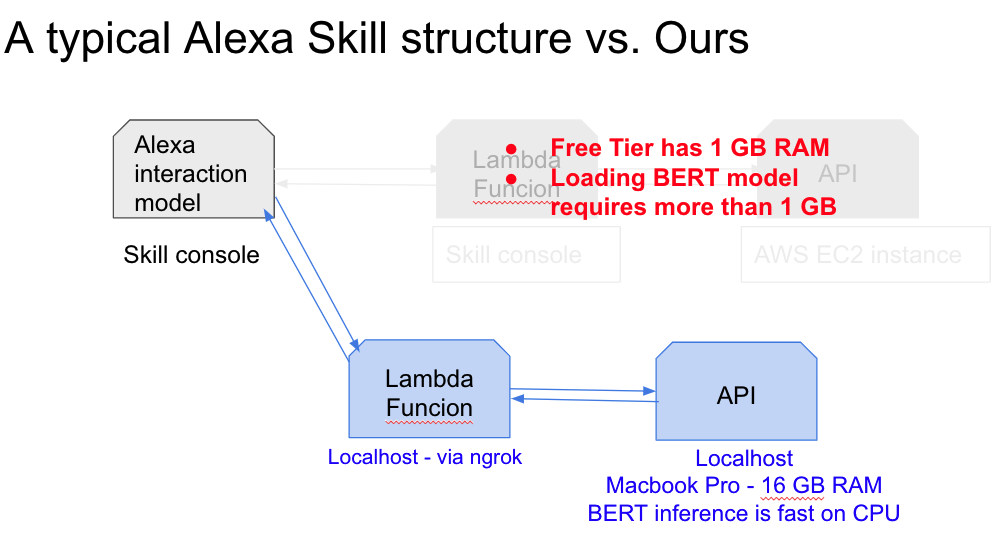 A typical Alexa Skill structure vs. Ours
Alexa
interaction
model
Skill console
Lambda
Funcion
Skill console
API
AWS EC2 instance
● Free Tier has 1 GB RAM
● Loading BERT model
requires more than 1 GB
Lambda
Funcion
Localhost - via ngrok
API
Localhost
Macbook Pro - 16 GB RAM
BERT inference is fast on CPU